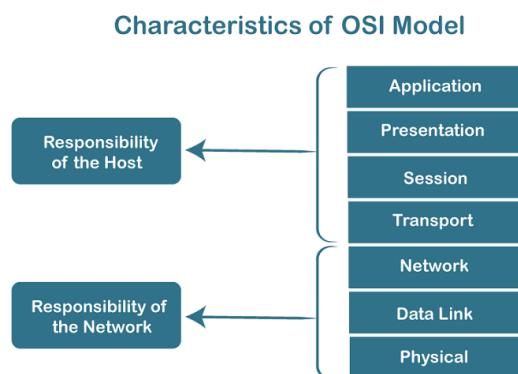 Characteristics of OSI Model
Application
Presentation
Session
Transport
Network
Data Link
Physical
Responsibility
of the Host
Responsibility of
the Network